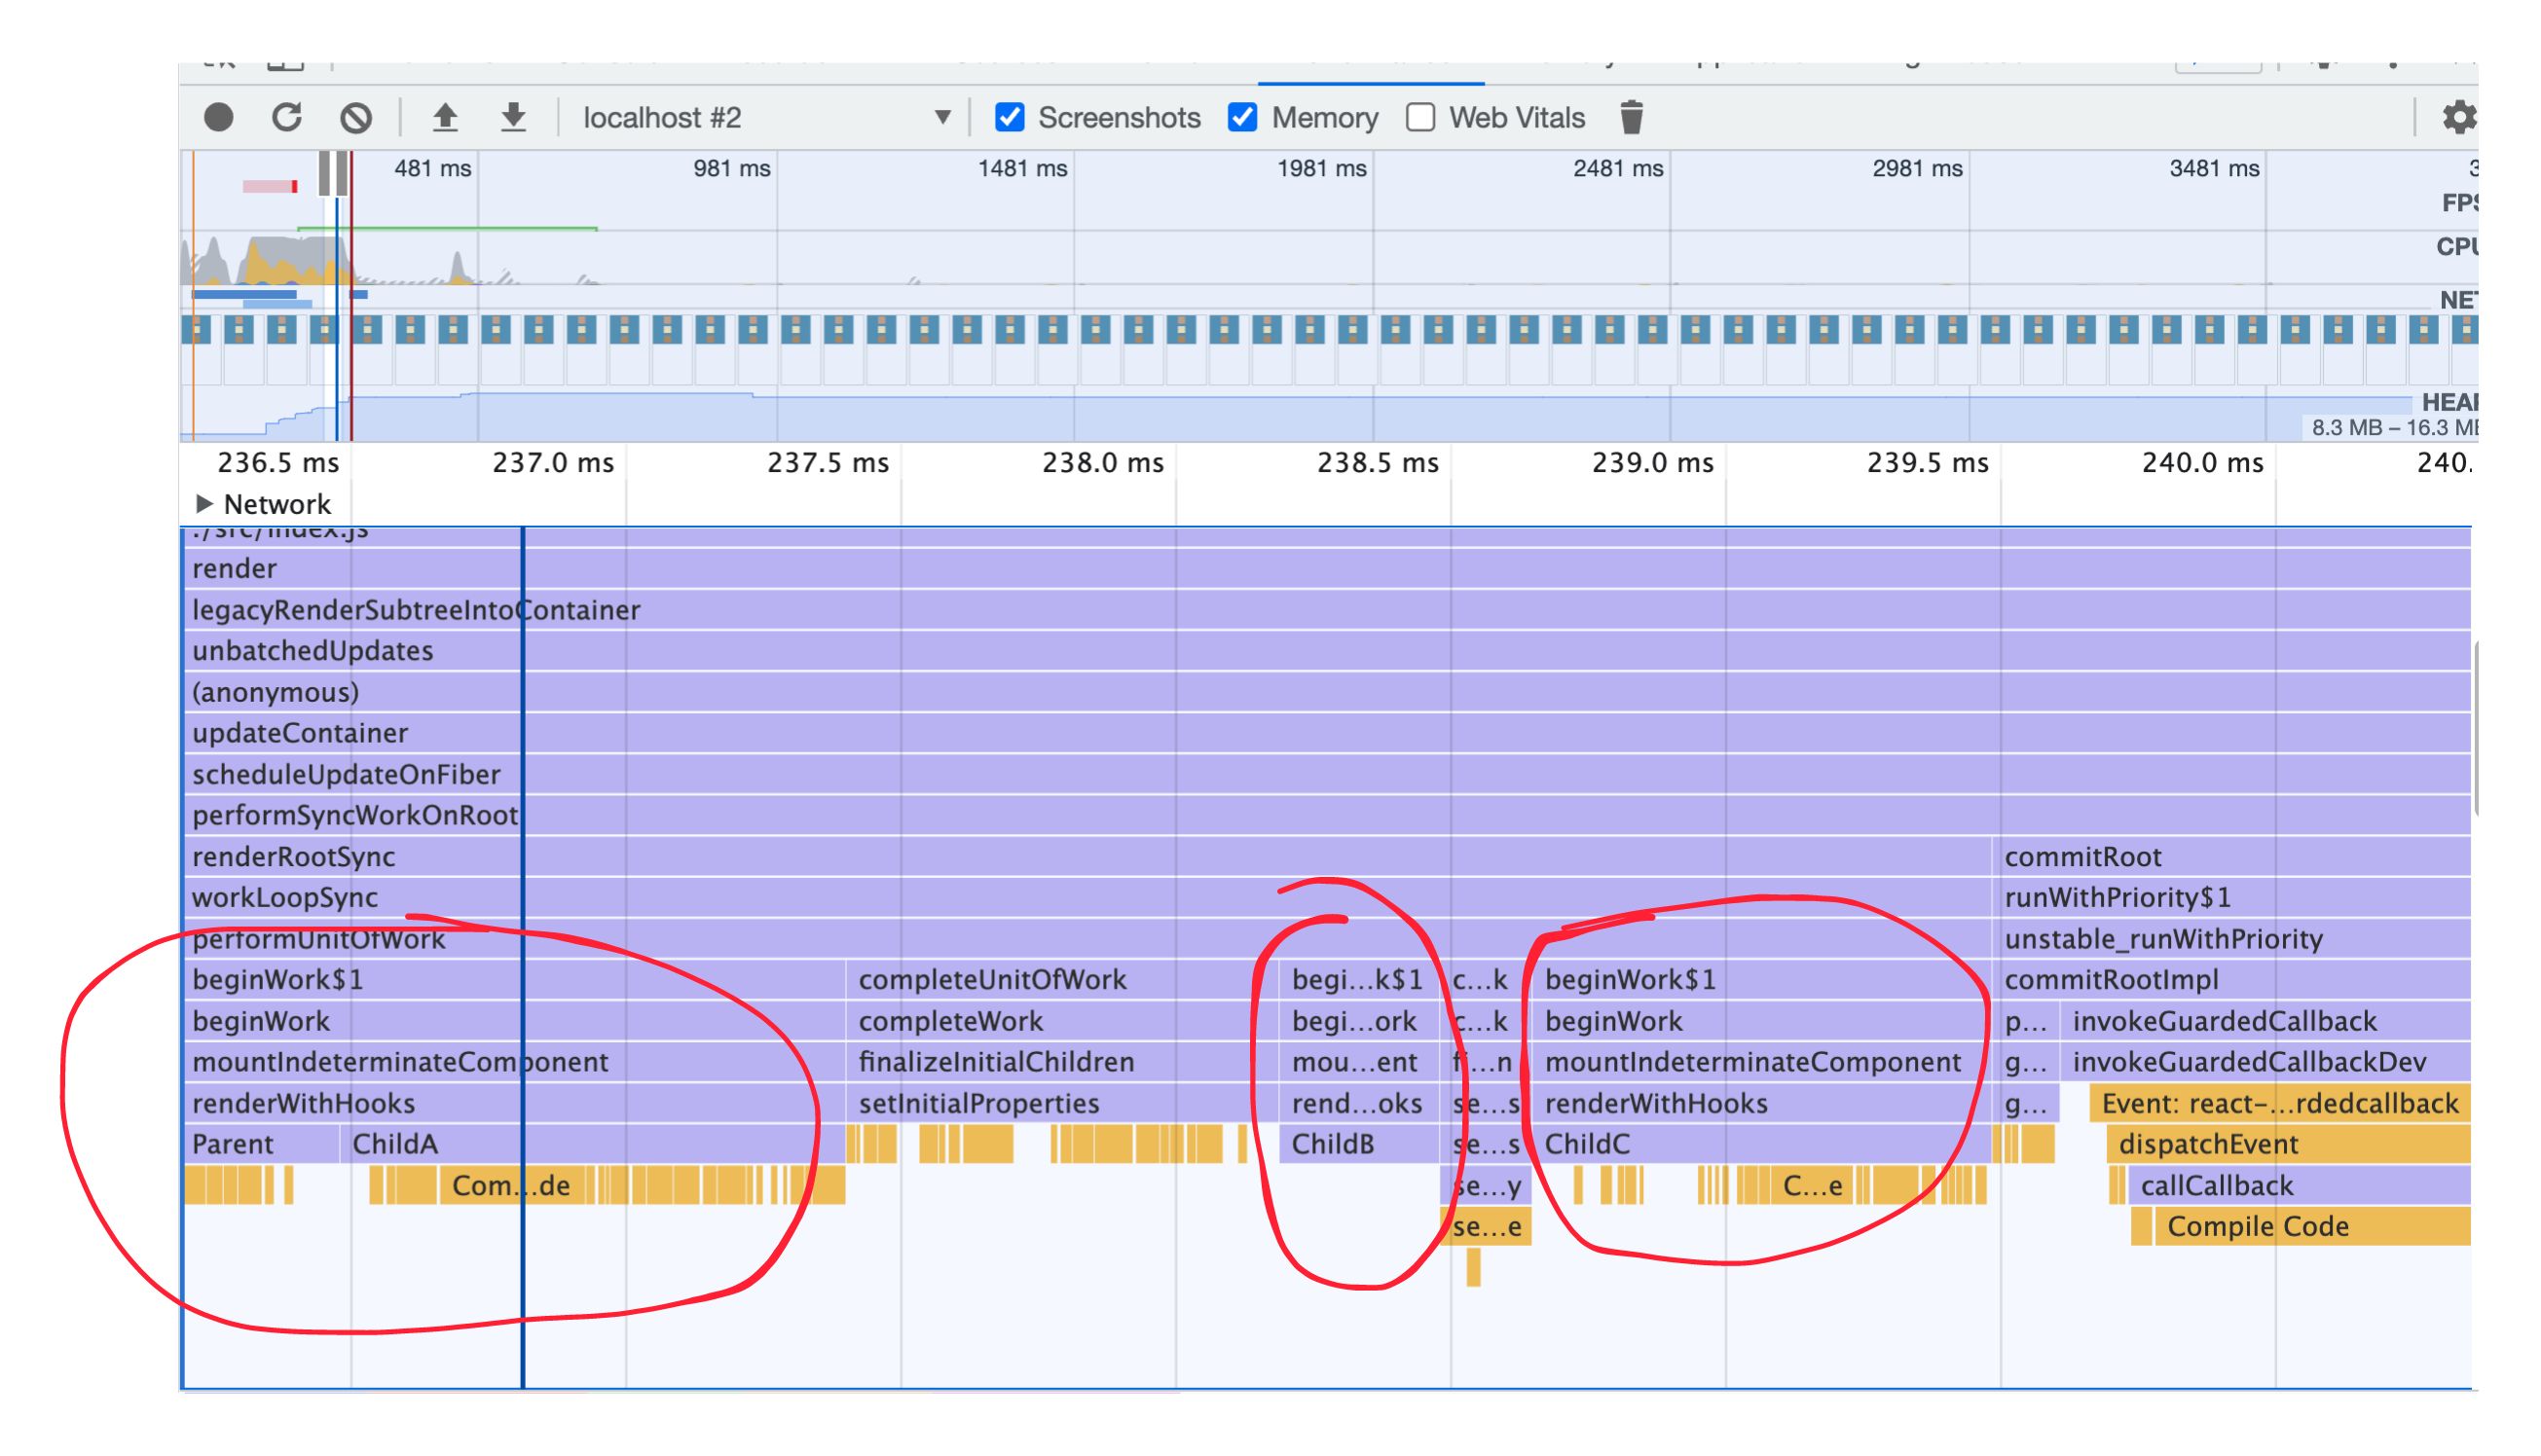 localhost #2 Screenshots Memory Web Vitals
481 ms 981 ms 1481 ms 1981 ms 2481 ms 2981 ms 3481 ms
FPS
CPU
NET
HEAP
8.3 MB – 16.3 MB
236.5 ms 237.0 ms 237.5 ms 238.0 ms 238.5 ms 239.0 ms 239.5 ms 240.0 ms 240.
Network
./src/index.js
render
legacyRenderSubtreeIntoContainer
unbatchedUpdates
(anonymous)
updateContainer
scheduleUpdateOnFiber
performSyncWorkOnRoot
renderRootSync commitRoot
workLoopSync runWithPriority$1
performUnitOfWork unstable_runWithPriority
beginWork$1 completeUnitOfWork begi...k$1 c...k beginWork$1 commitRootImpl
beginWork completeWork begi...ork c...k beginWork p... invokeGuardedCallback
mountIndeterminateComponent finalizeInitialChildren mou...ent fi...n mountIndeterminateComponent g... invokeGuardedCallbackDev
renderWithHooks setInitialProperties rend...oks se...s renderWithHooks g... Event: react-...rdedcallback
Parent ChildA ChildB se...s ChildC dispatchEvent
Com...de se...y C...e callCallback
se...e Compile Code